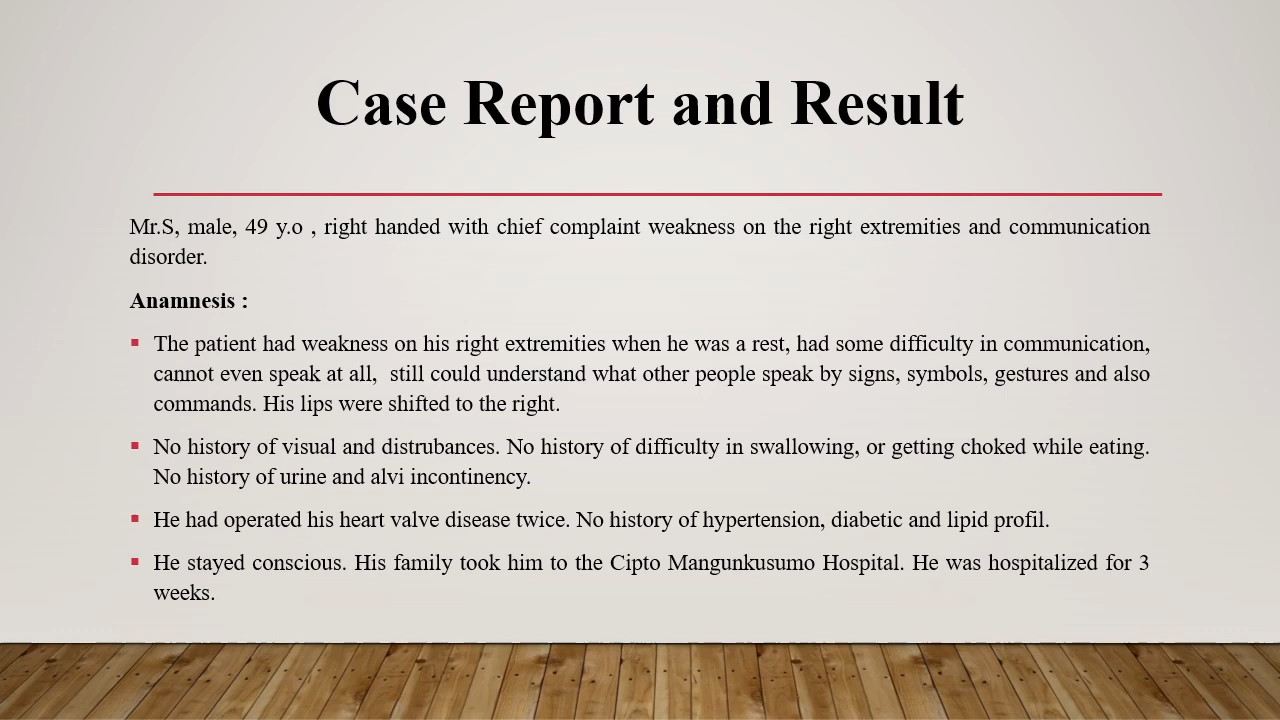 Case Report and Result
Mr.S, male, 49 y.o , right handed with chief complaint weakness on the right extremities and communication
disorder.
Anamnesis :
▪ The patient had weakness on his right extremities when he was a rest, had some difficulty in communication,
cannot even speak at all,  still could understand what other people speak by signs, symbols, gestures and also
commands. His lips were shifted to the right.
▪ No history of visual and distrubances. No history of difficulty in swallowing, or getting choked while eating.
No history of urine and alvi incontinency.
▪ He had operated his heart valve disease twice. No history of hypertension, diabetic and lipid profil.
▪ He stayed conscious. His family took him to the Cipto Mangunkusumo Hospital. He was hospitalized for 3
weeks.